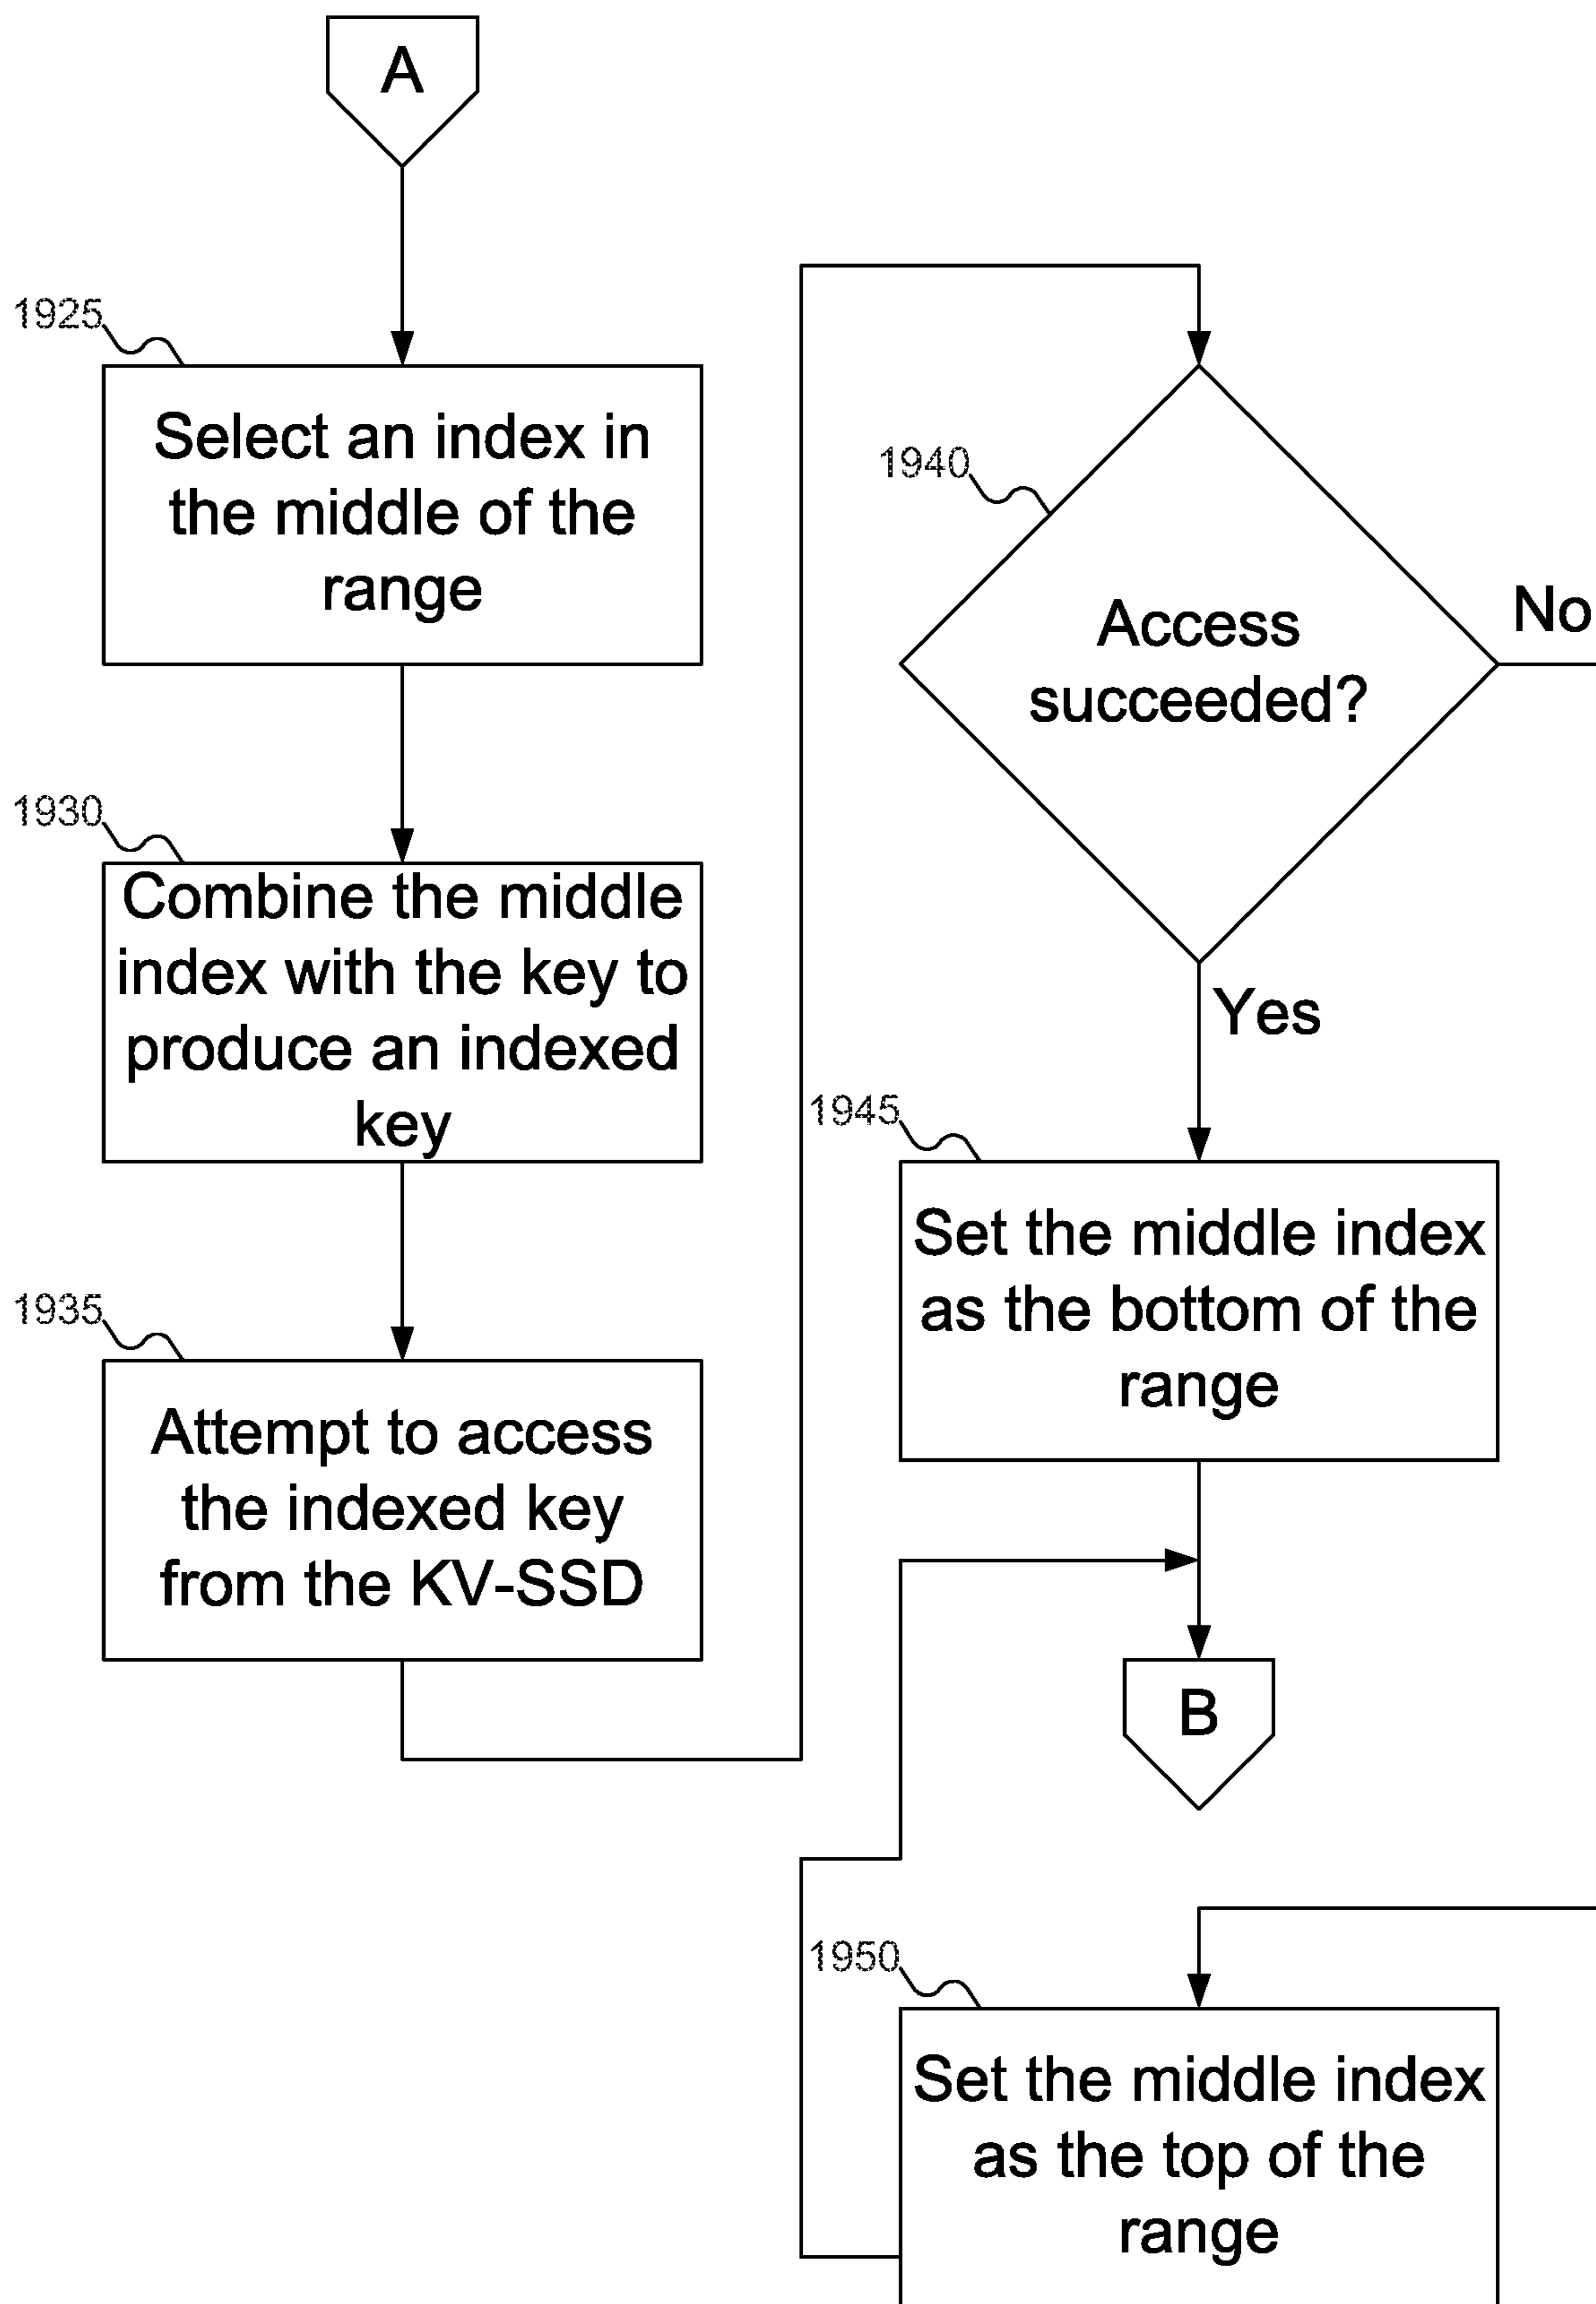 A
1925
Select an index in
the middle of the
range
1930
Combine the middle
index with the key to
produce an indexed
key
1935
Attempt to access
the indexed key
from the KV-SSD
1940
Access
succeeded?
No
Yes
1945
Set the middle index
as the bottom of the
range
B
1950
Set the middle index
as the top of the
range